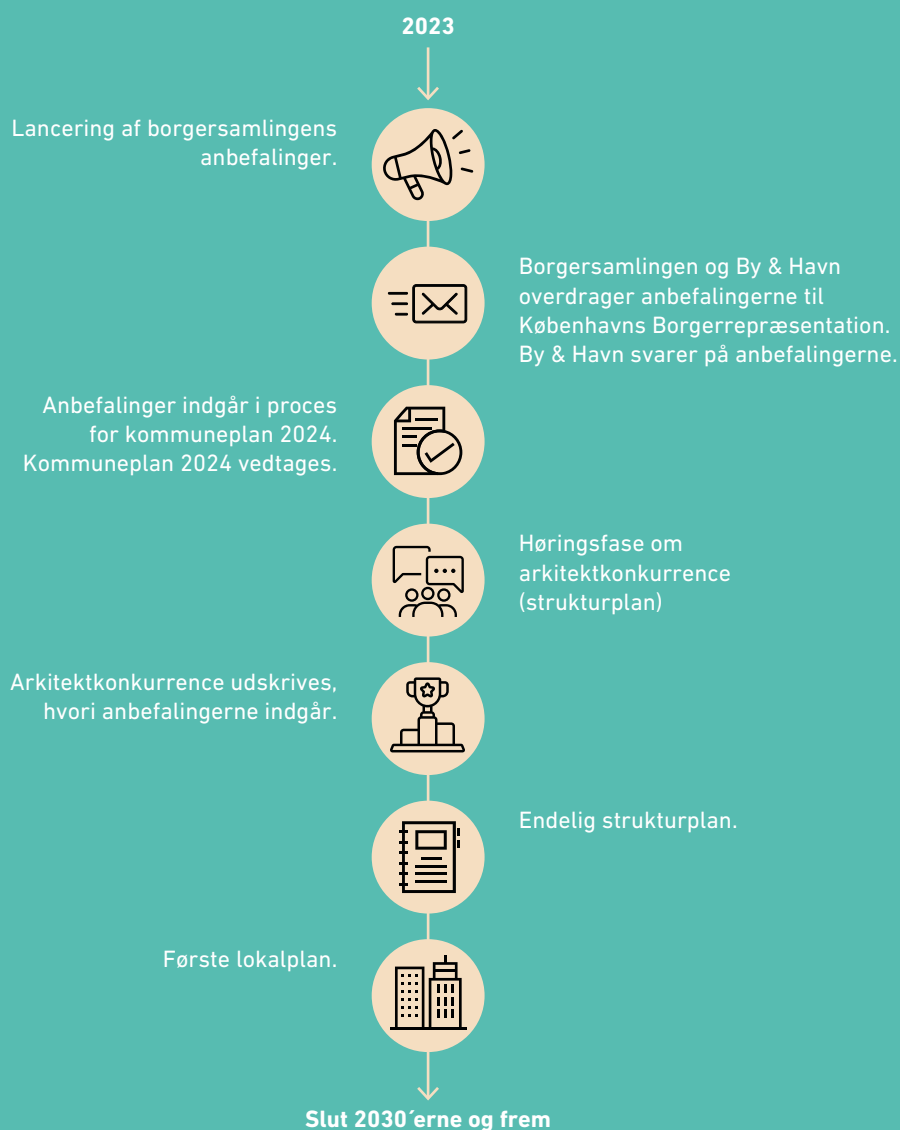 2023
Lancering af borgersamlingens
anbefalinger.
Borgersamlingen og By & Havn
overdrager anbefalingerne til
Københavns Borgerrepræsentation.
By & Havn svarer på anbefalingerne.
Anbefalinger indgår i proces
for kommuneplan 2024.
Kommuneplan 2024 vedtages.
Høringsfase om
arkitektkonkurrence
(strukturplan)
Arkitektkonkurrence udskrives,
hvori anbefalingerne indgår.
Endelig strukturplan.
Første lokalplan.
Slut 2030´erne og frem